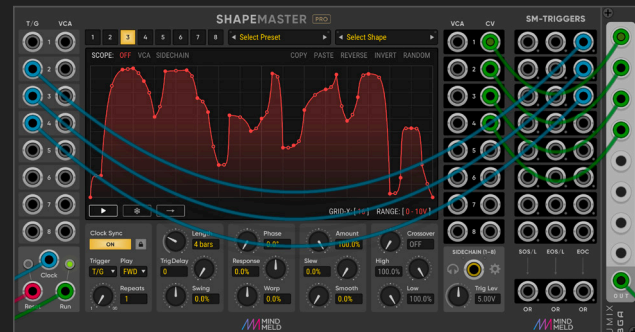 SHAPEMASTER PRO
T/G VCA
1 2 3 4 5 6 7 8
Select Preset
Select Shape
VCA CV
SM-TRIGGERS
SCOPE: OFF VCA SIDECHAIN
COPY PASTE REVERSE INVERT RANDOM
1
2
3
4
5
6
7
8
1
2
3
4
5
6
7
8
GRID-X: [16] RANGE: [0 - 10V]
Clock Sync
ON
Length
4 bars
Phase
0.0%
Amount
100.0%
Crossover
OFF
SIDECHAIN (1-8)
SOS/L EOS/L EOC
Clock
Trigger
T/G
Play
FWD
TrigDelay
0
Response
0.0%
Slew
0.0%
High
100.0%
Reset
Run
Repeats
1
Swing
0.0%
Warp
0.0%
Smooth
0.0%
Low
100.0%
Trig Lev
5.00V
OR OR OR
OUT
MIND
MELD
MIND
MELD
UMIX